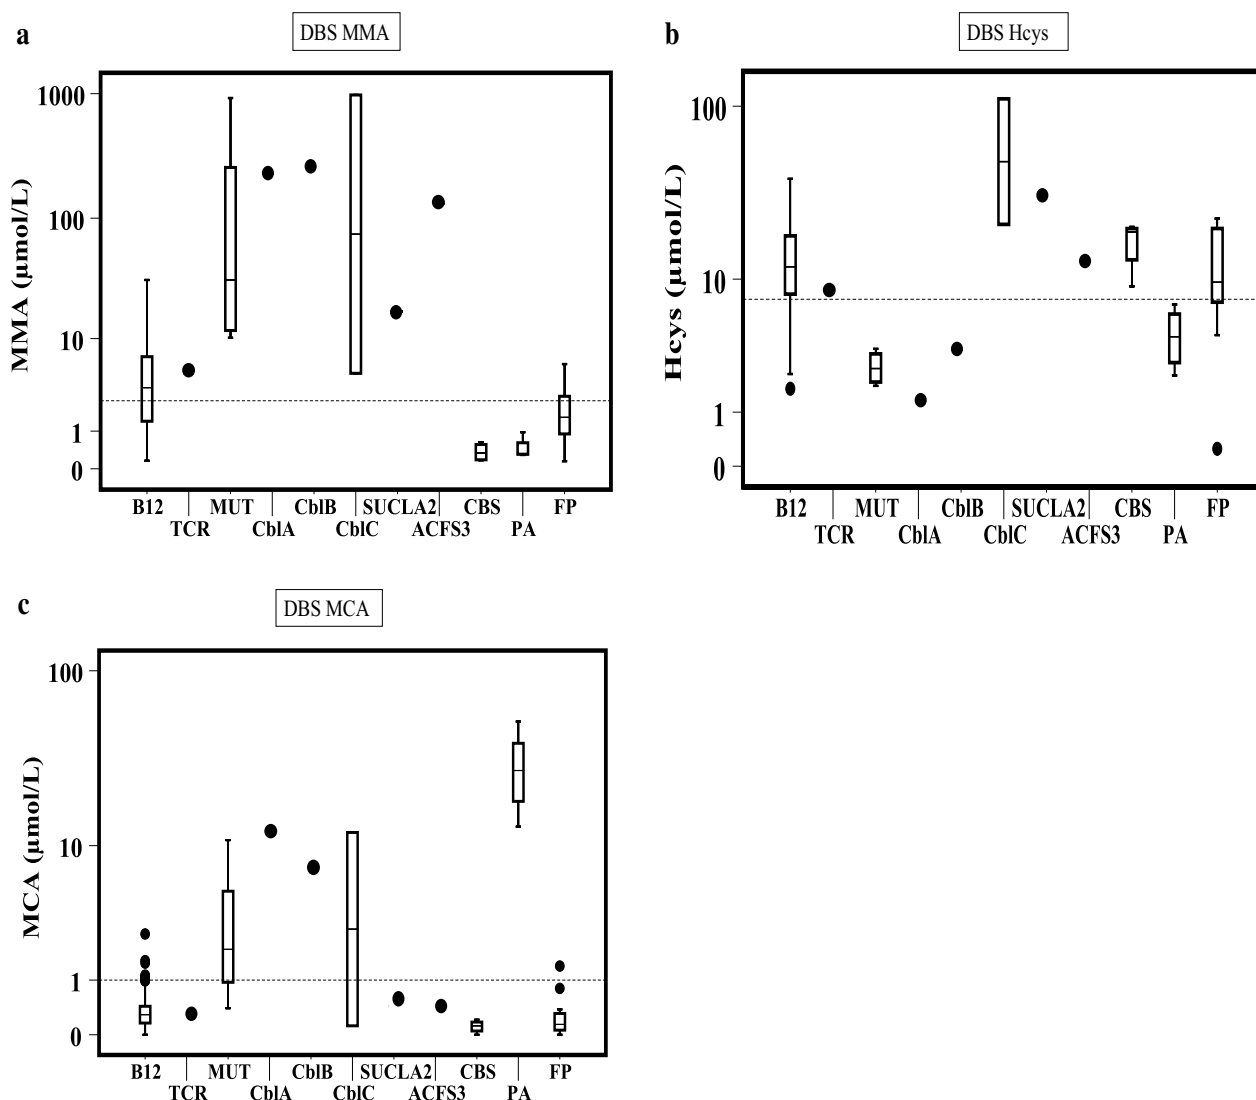 a
DBS MMA
MMA (µmol/L)
1000
100
10
1
0
B12 MUT CblB SUCLA2 CBS FP
TCR CblA CblC ACFS3 PA
b
DBS Hcys
Hcys (µmol/L)
100
10
1
0
B12 MUT CblB SUCLA2 CBS FP
TCR CblA CblC ACFS3 PA
c
DBS MCA
MCA (µmol/L)
100
10
1
0
B12 MUT CblB SUCLA2 CBS FP
TCR CblA CblC ACFS3 PA